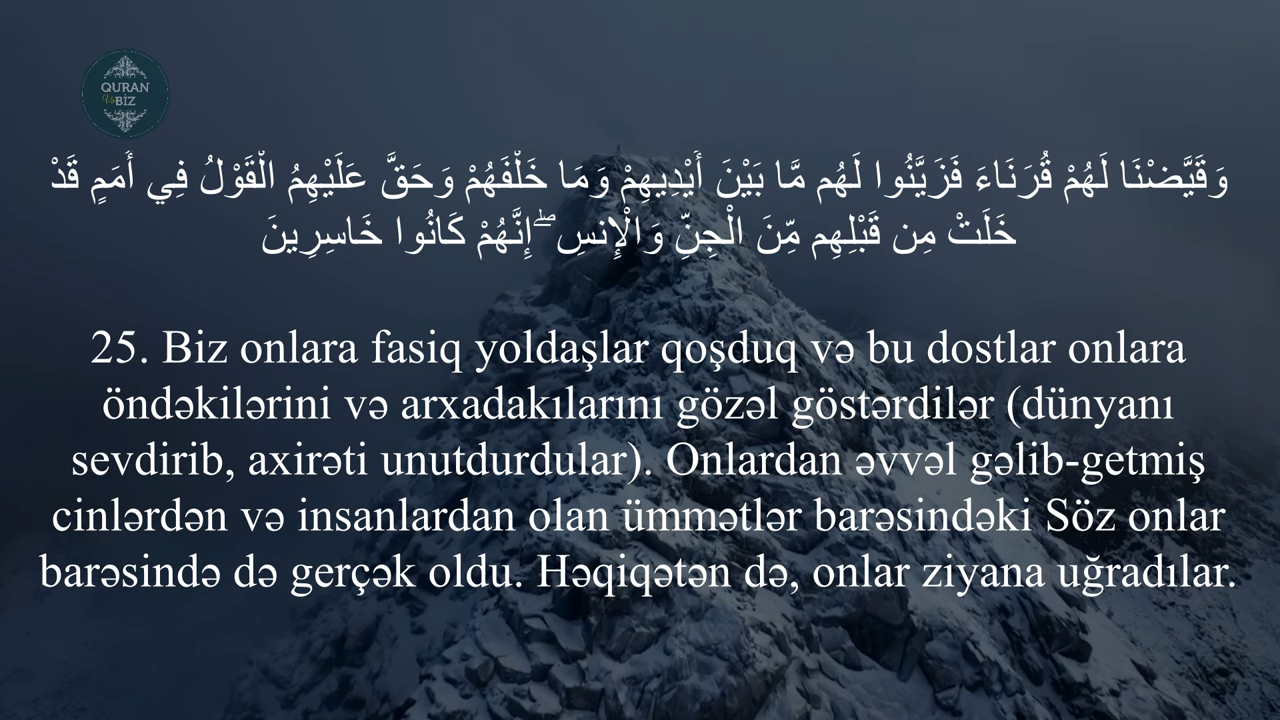 QURAN
Və BİZ
وَقَيَّضْنَا لَهُمْ قُرَنَاءَ فَزَيَّنُوا لَهُم مَّا بَيْنَ أَيْدِيهِمْ وَمَا خَلْفَهُمْ وَحَقَّ عَلَيْهِمُ الْقَوْلُ فِي أُمَمٍ قَدْ
خَلَتْ مِن قَبْلِهِم مِّنَ الْجِنِّ وَالْإِنسِ ۖ إِنَّهُمْ كَانُوا خَاسِرِينَ
25. Biz onlara fasiq yoldaşlar qoşduq və bu dostlar onlara
öndəkilərini və arxadakılarını gözəl göstərdilər (dünyanı
sevdirib, axirəti unutdurdular). Onlardan əvvəl gəlib-getmiş
cinlərdən və insanlardan olan ümmətlər barəsindəki Söz onlar
barəsində də gerçək oldu. Həqiqətən də, onlar ziyana uğradılar.